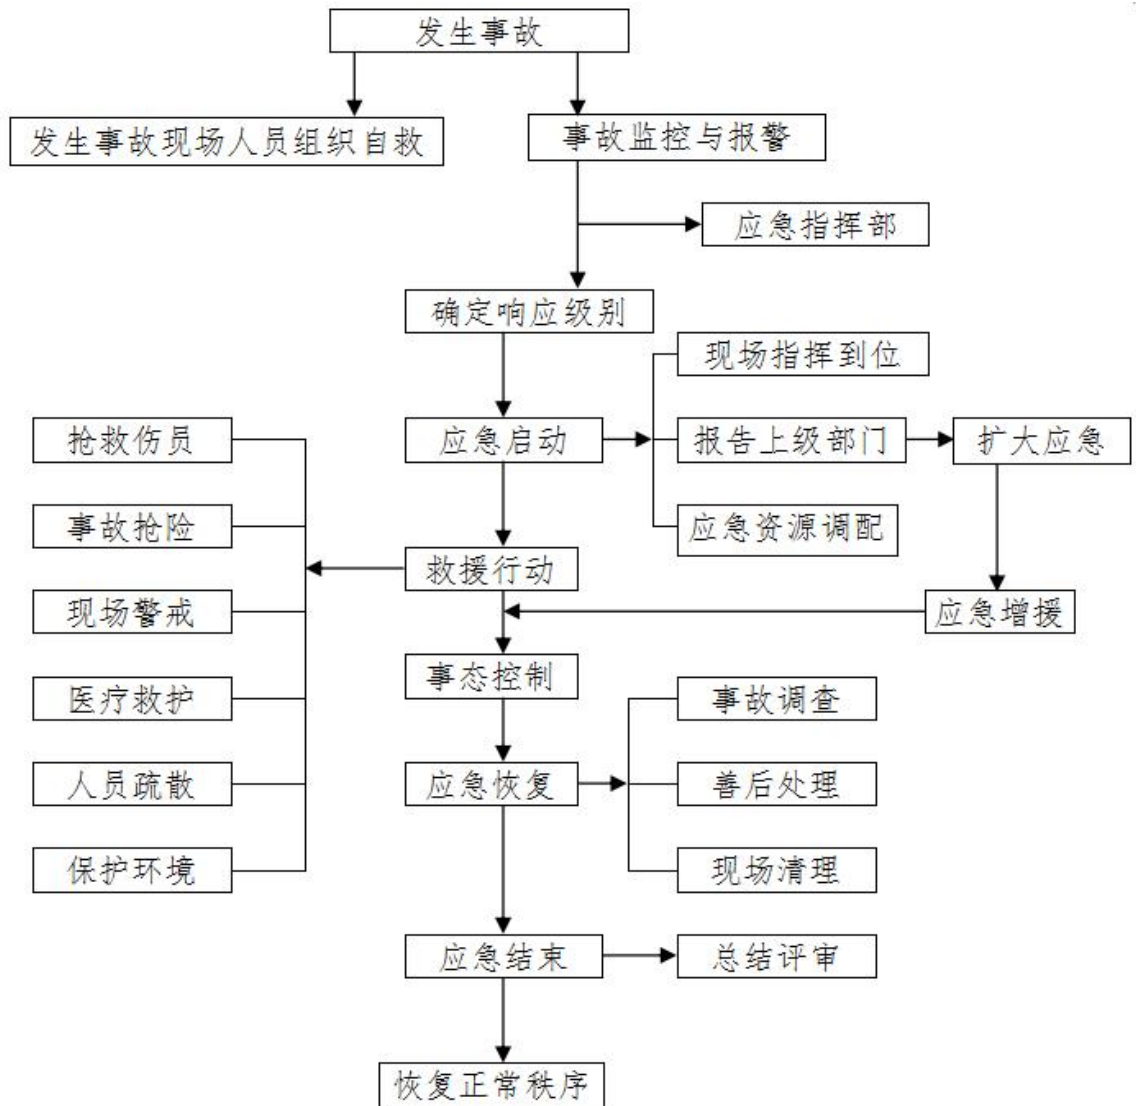 发生事故
发生事故现场人员组织自救
事故监控与报警
应急指挥部
确定响应级别
现场指挥到位
抢救伤员
应急启动
报告上级部门
扩大应急
事故抢险
应急资源调配
救援行动
现场警戒
应急增援
事态控制
医疗救护
事故调查
人员疏散
应急恢复
善后处理
保护环境
现场清理
应急结束
总结评审
恢复正常秩序